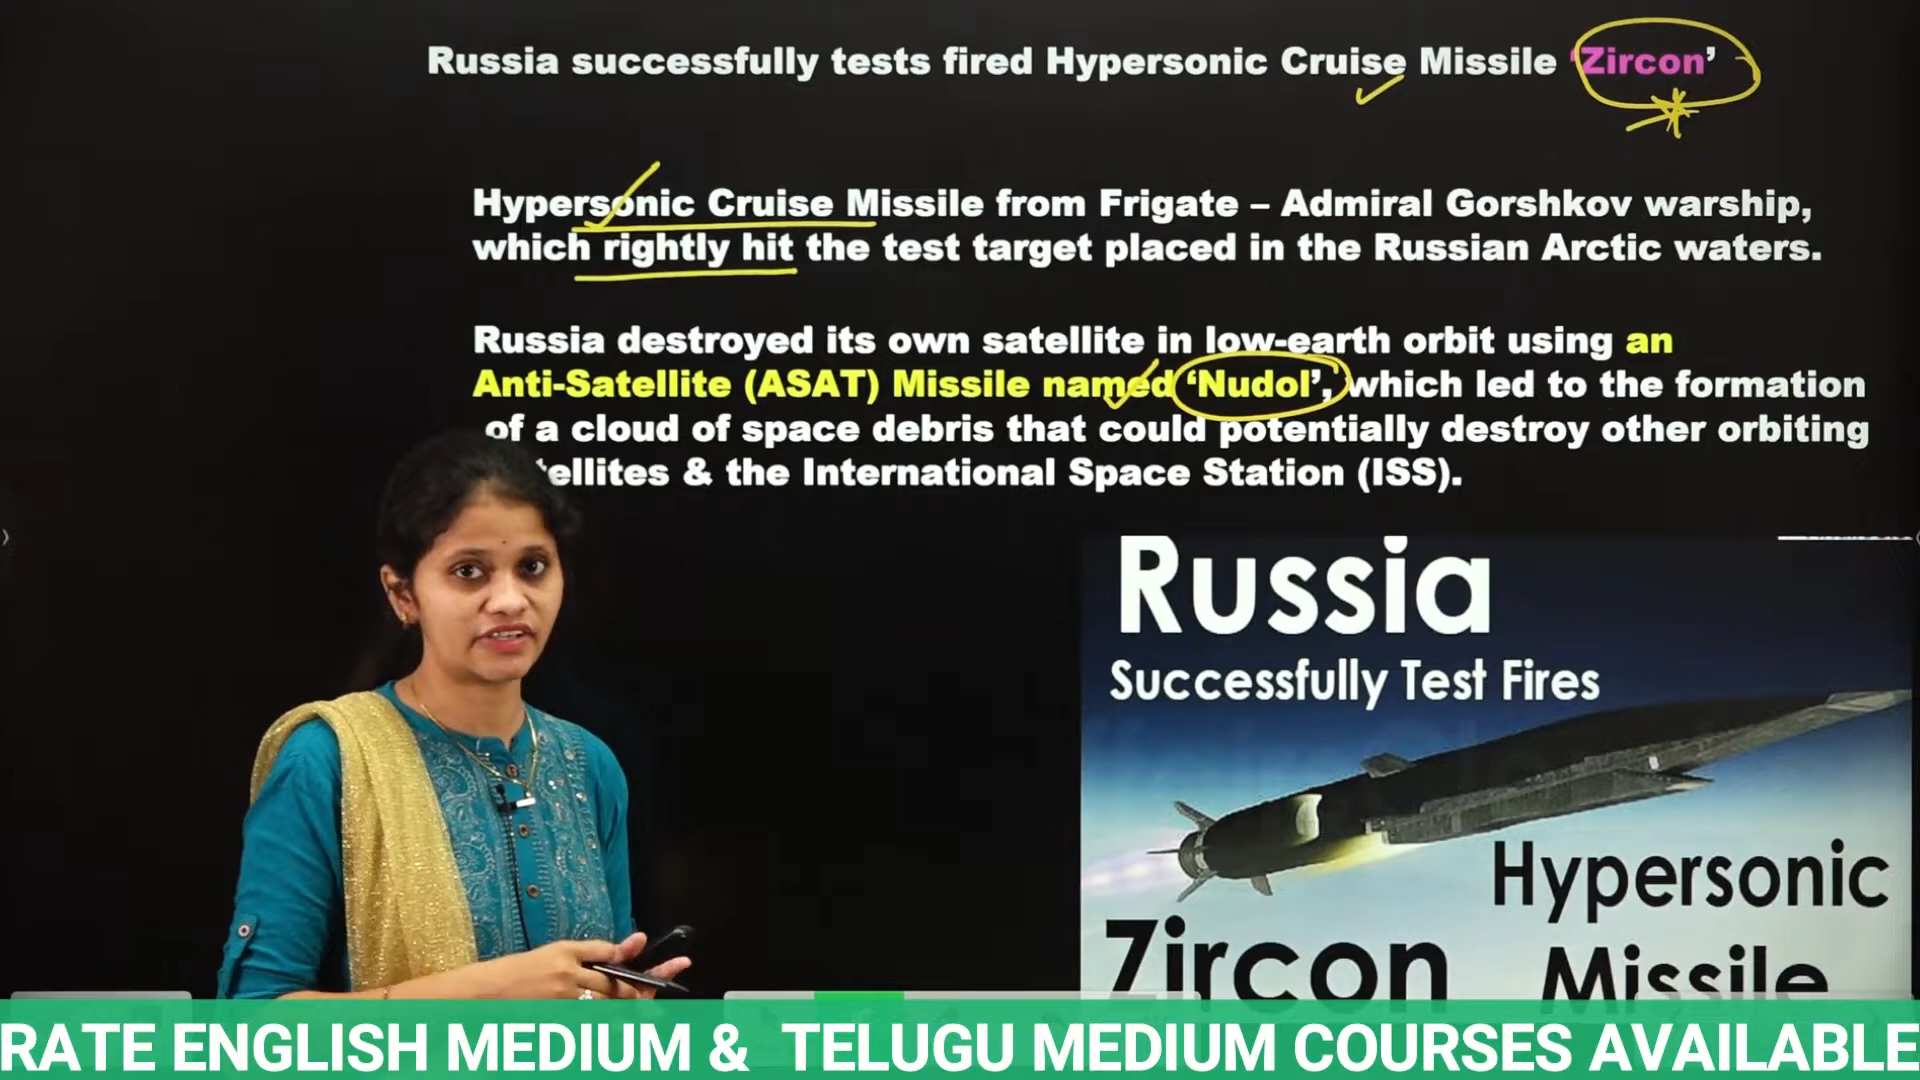 Russia successfully tests fired Hypersonic Cruise Missile ‘Zircon’
Hypersonic Cruise Missile from Frigate – Admiral Gorshkov warship,
which rightly hit the test target placed in the Russian Arctic waters.
Russia destroyed its own satellite in low-earth orbit using an
Anti-Satellite (ASAT) Missile named ‘Nudol’, which led to the formation
of a cloud of space debris that could potentially destroy other orbiting
tellites & the International Space Station (ISS).
Russia
Successfully Test Fires
Hypersonic
Zircon Missile
RATE ENGLISH MEDIUM & TELUGU MEDIUM COURSES AVAILABLE